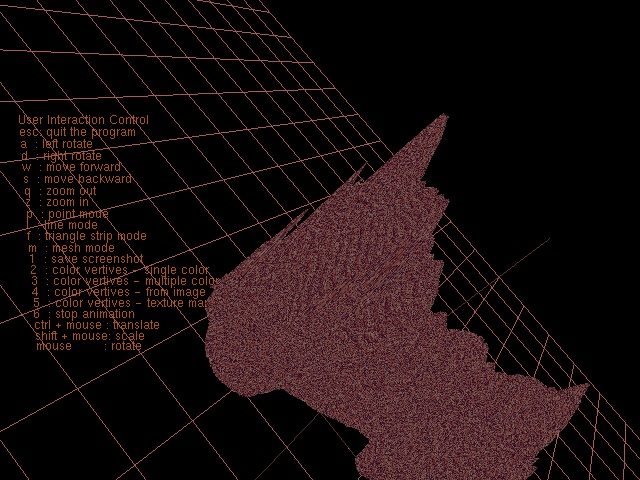 User Interaction Control
esc: quit the program
a : left rotate
d : right rotate
w : move forward
s : move backward
q : zoom out
z : zoom in
p : point mode
l : line mode
f : triangle strip mode
m : mesh mode
1 : save screenshot
2 : color vertives - single color
3 : color vertives - multiple color
4 : color vertives - from image
5 : color vertives - texture map
6 : stop animation
ctrl + mouse : translate
shift + mouse: scale
mouse : rotate